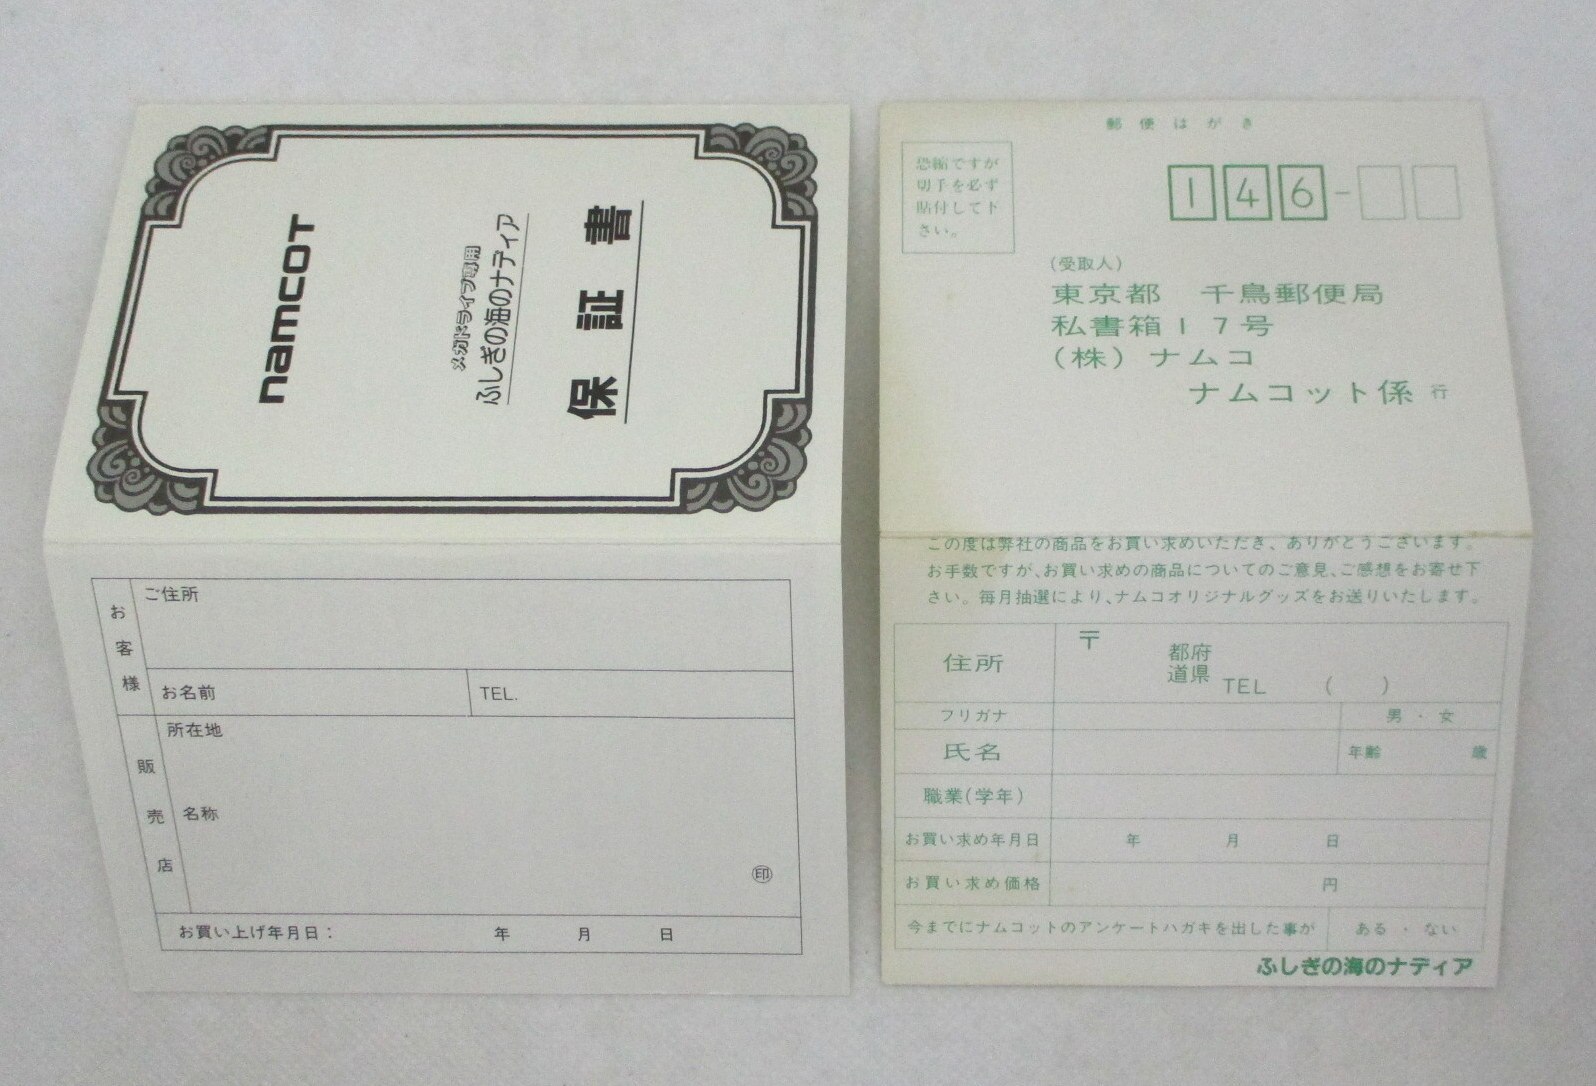 namcot
メガドライブ専用
ふしぎの海のナディア
保証書
お客様
ご住所
お名前
TEL.
販売店
所在地
名称
印
お買い上げ年月日：　年　月　日
郵便はがき
恐縮ですが
切手を必ず
貼付して下
さい。
146-
(受取人)
東京都　千鳥郵便局
私書箱17号
(株)ナムコ
ナムコット係 行
この度は弊社の商品をお買い求めいただき、ありがとうございます。
お手数ですが、お買い求めの商品についてのご意見、ご感想をお寄せ下
さい。毎月抽選により、ナムコオリジナルグッズをお送りいたします。
住所
〒
都府
道県
TEL　(　)
フリガナ
男・女
氏名
年齢　歳
職業(学年)
お買い求め年月日　年　月　日
お買い求め価格　円
今までにナムコットのアンケートハガキを出した事が　ある・ない
ふしぎの海のナディア